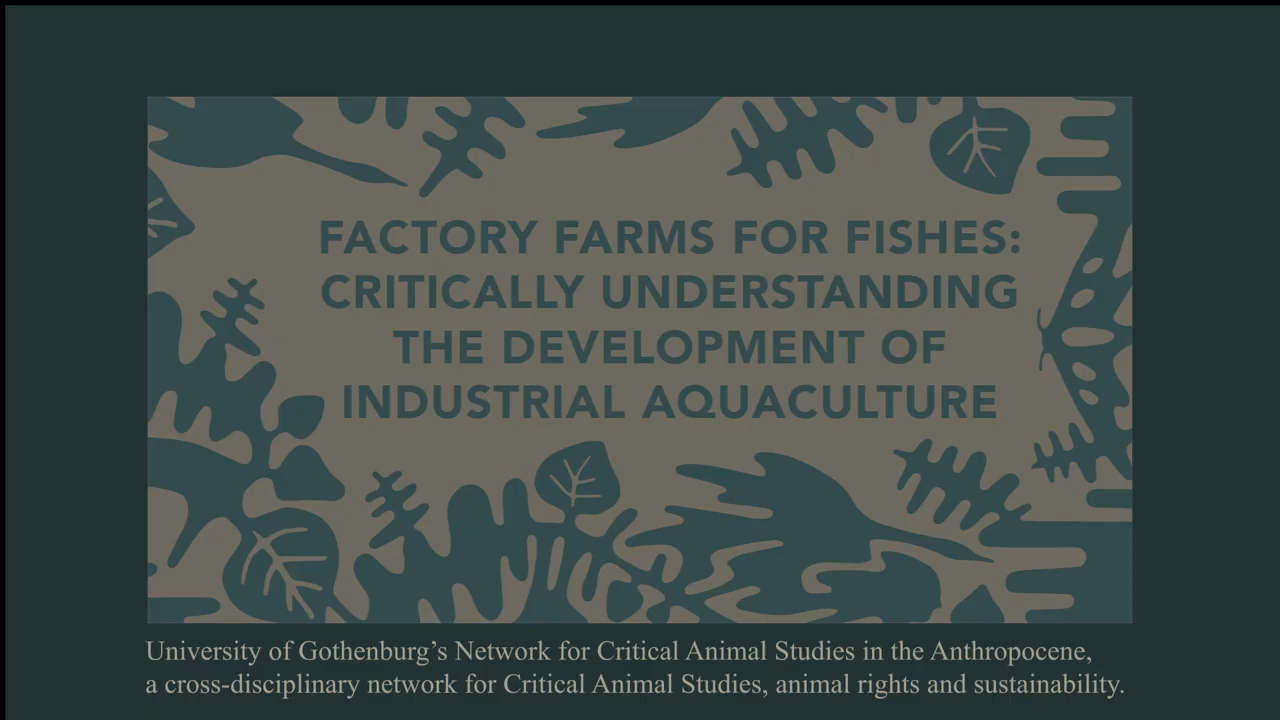 FACTORY FARMS FOR FISHES:
CRITICALLY UNDERSTANDING
THE DEVELOPMENT OF
INDUSTRIAL AQUACULTURE
University of Gothenburg’s Network for Critical Animal Studies in the Anthropocene,
a cross-disciplinary network for Critical Animal Studies, animal rights and sustainability.